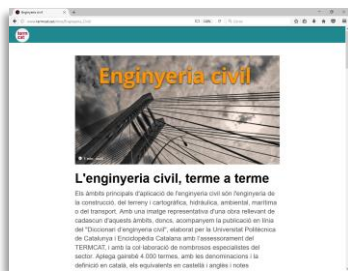 Enginyeria civil
term
cat
Enginyeria civil
L'enginyeria civil, terme a terme
Els àmbits principals d'aplicació de l'enginyeria civil són l'enginyeria de
la construcció, del terreny i cartogràfica, hidràulica, ambiental, marítima
o del transport. Amb una imatge representativa d'una obra rellevant de
cadascun d'aquests àmbits, doncs, acompanyem la publicació en línia
del "Diccionari d'enginyeria civil", elaborat per la Universitat Politècnica
de Catalunya i Enciclopèdia Catalana amb l'assessorament del
TERMCAT, i amb la col·laboració de nombrosos especialistes del
sector. Aplega gairebé 4.000 termes, amb les denominacions i la
definició en català, els equivalents en castellà i anglès i notes